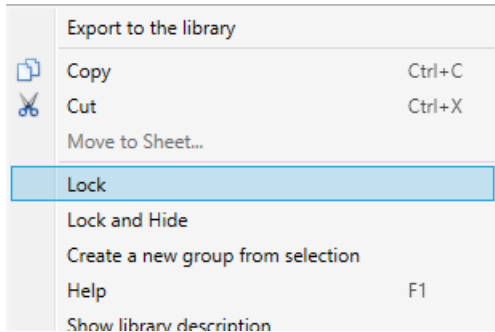 Export to the library
Copy Ctrl+C
Cut Ctrl+X
Move to Sheet...
Lock
Lock and Hide
Create a new group from selection
Help F1
Show library description